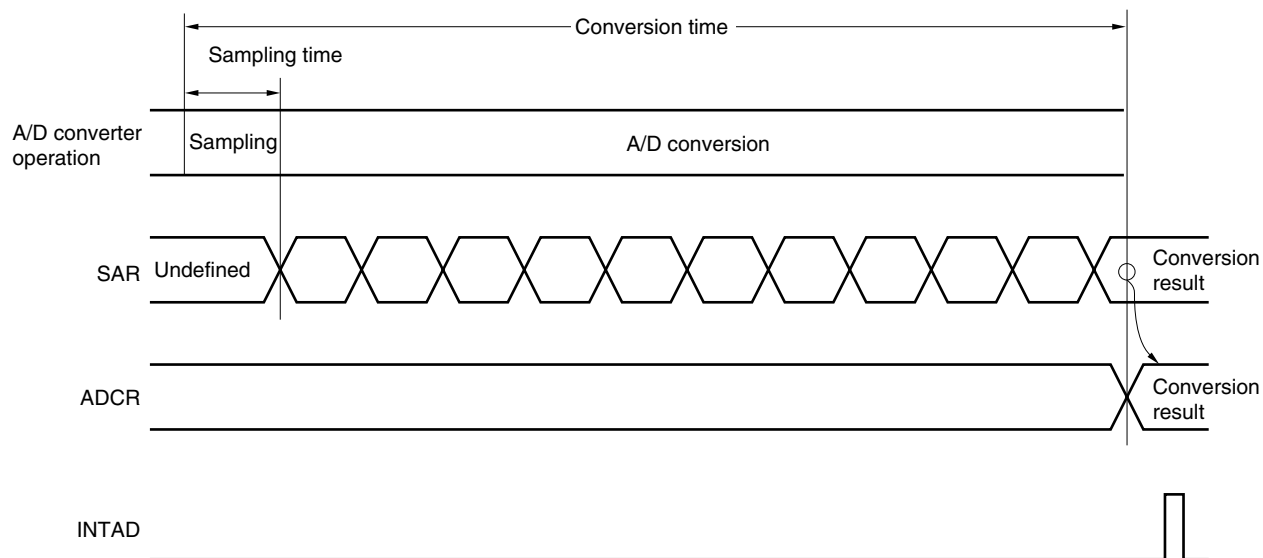 Conversion time
Sampling time
A/D converter
operation
Sampling
A/D conversion
SAR
Undefined
Conversion
result
ADCR
Conversion
result
INTAD